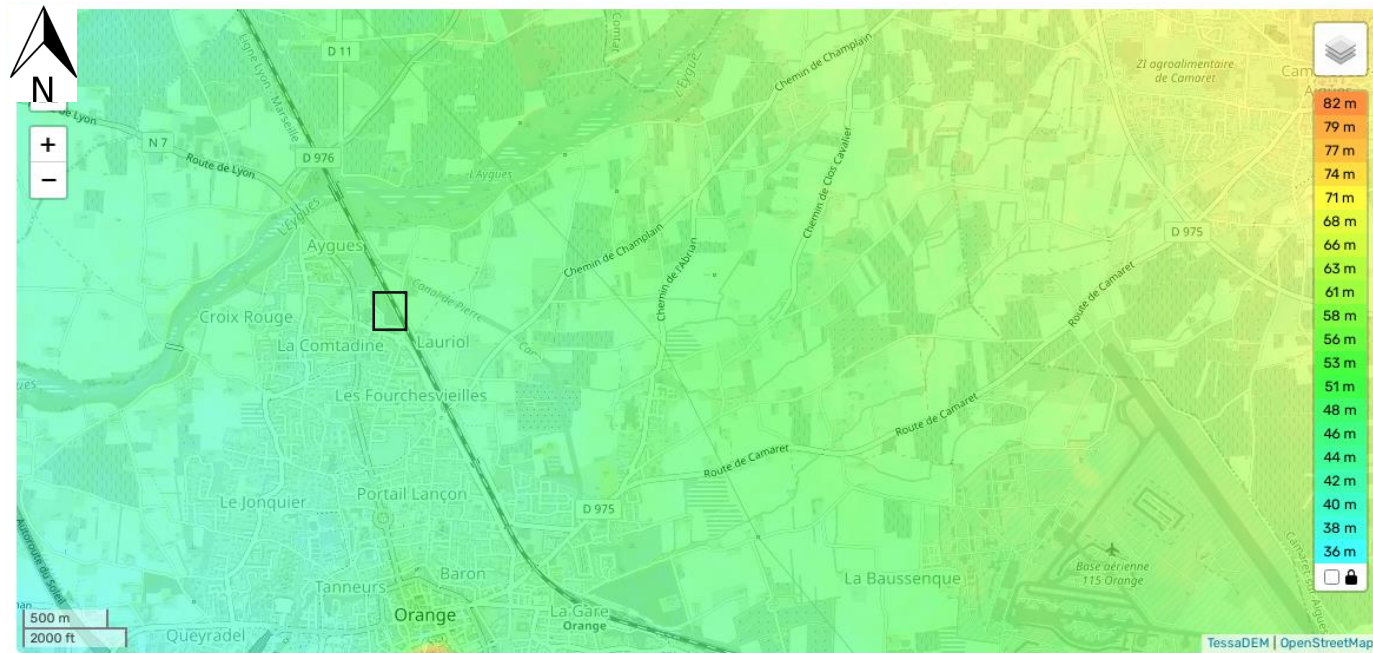 N
+
−
D 11
Comtat
Ligne Lyon - Marseille
L'Eygues
Chemin de Champlain
ZI agroalimentaire
de Camaret
de Lyon
N 7
D 976
Route de Lyon
L'Aygues
Chemin de Clos Cavalier
L'Eygues
Aygues
Chemin de Champlain
Chemin de l'Abrian
D 975
Route de Camaret
Canal de Pierre
Croix Rouge
La Comtadine
Lauriol
Les Fourchesvieilles
Route de Camaret
Route de Camaret
Portail Lançon
Le Jonquier
D 975
Autoroute du Soleil
Tanneurs
Baron
La Baussenque
Base aérienne
115 Orange
Camaret-sur-Aigues
Orange
La Gare
Orange
Queyradel
500 m
2000 ft
82 m
79 m
77 m
74 m
71 m
68 m
66 m
63 m
61 m
58 m
56 m
53 m
51 m
48 m
46 m
44 m
42 m
40 m
38 m
36 m
TessaDEM | OpenStreetMap